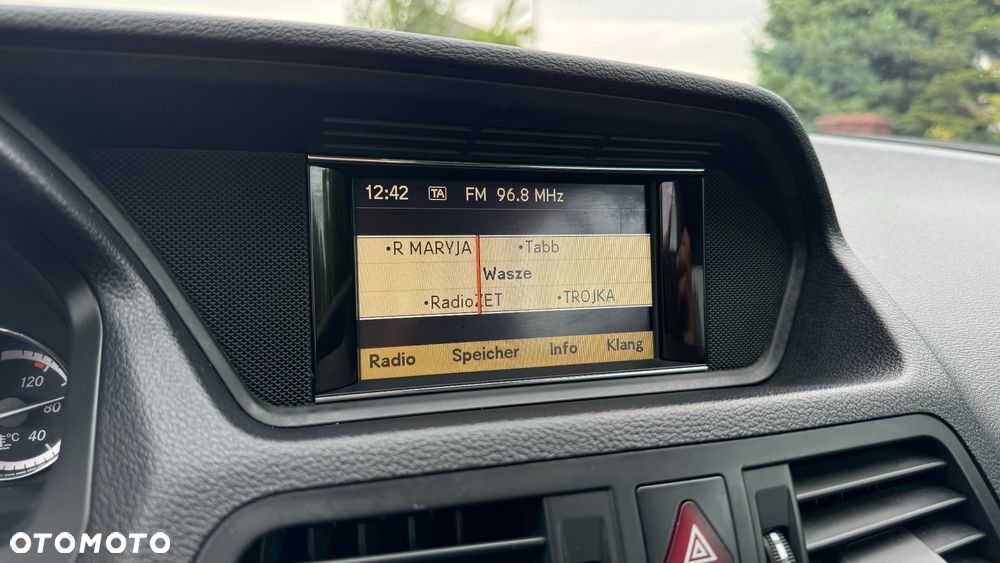 12:42 TA FM 96.8 MHz
•R MARYJA •Tabb
Wasze
•RadioZET •TROJKA
Radio Speicher Info Klang
120
80
°C 40
OTOMOTO